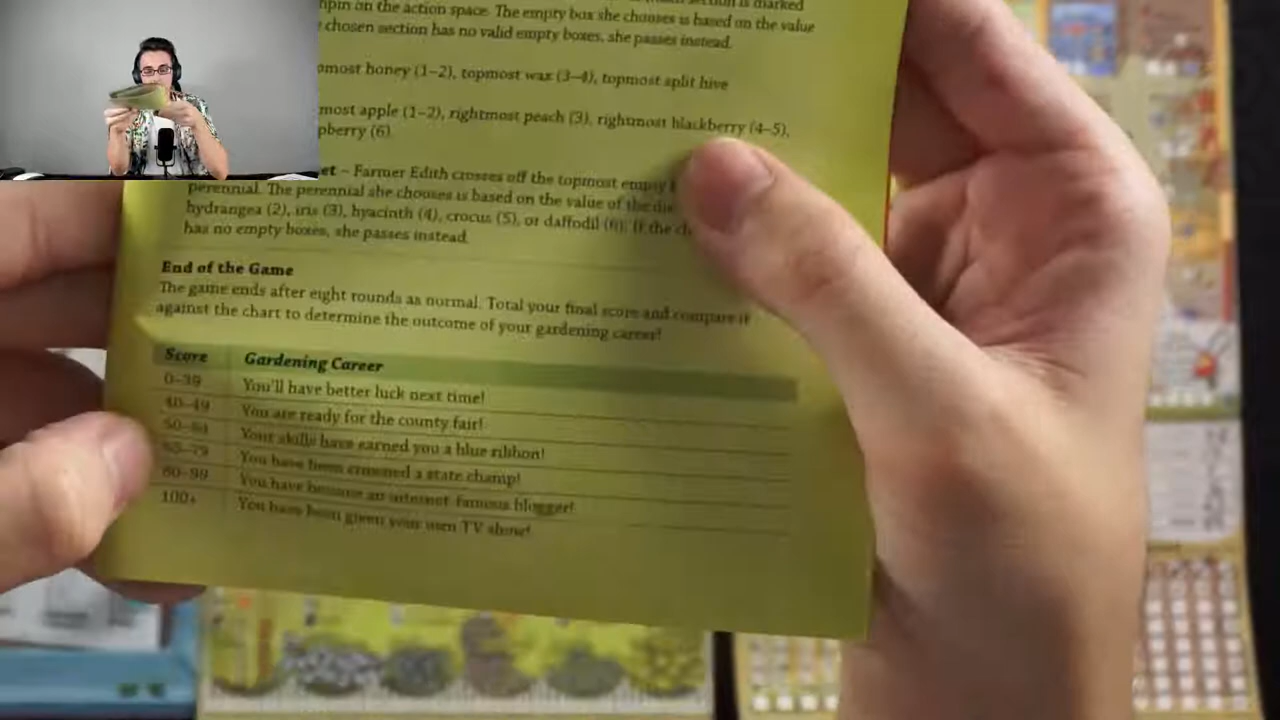 is marked
on the action space. The empty box she chooses is based on the value
chosen section has no valid empty boxes, she passes instead.
most honey (1–2), topmost wax (3–4), topmost split hive
most apple (1–2), rightmost peach (3), rightmost blackberry (4–5),
pberry (6).
et – Farmer Edith crosses off the topmost empty
perennial. The perennial she chooses is based on the value of the
hydrangea (2), iris (3), hyacinth (4), crocus (5), or daffodil (6). If the
has no empty boxes, she passes instead.
End of the Game
The game ends after eight rounds as normal. Total your final score and compare it
against the chart to determine the outcome of your gardening career!
Score Gardening Career
0–39 You'll have better luck next time!
40–49 You are ready for the county fair!
You skills have earned you a blue ribbon!
You have been crowned a state champ!
80–99 You have become an internet-famous blogger!
100+ You have been given your own TV show!